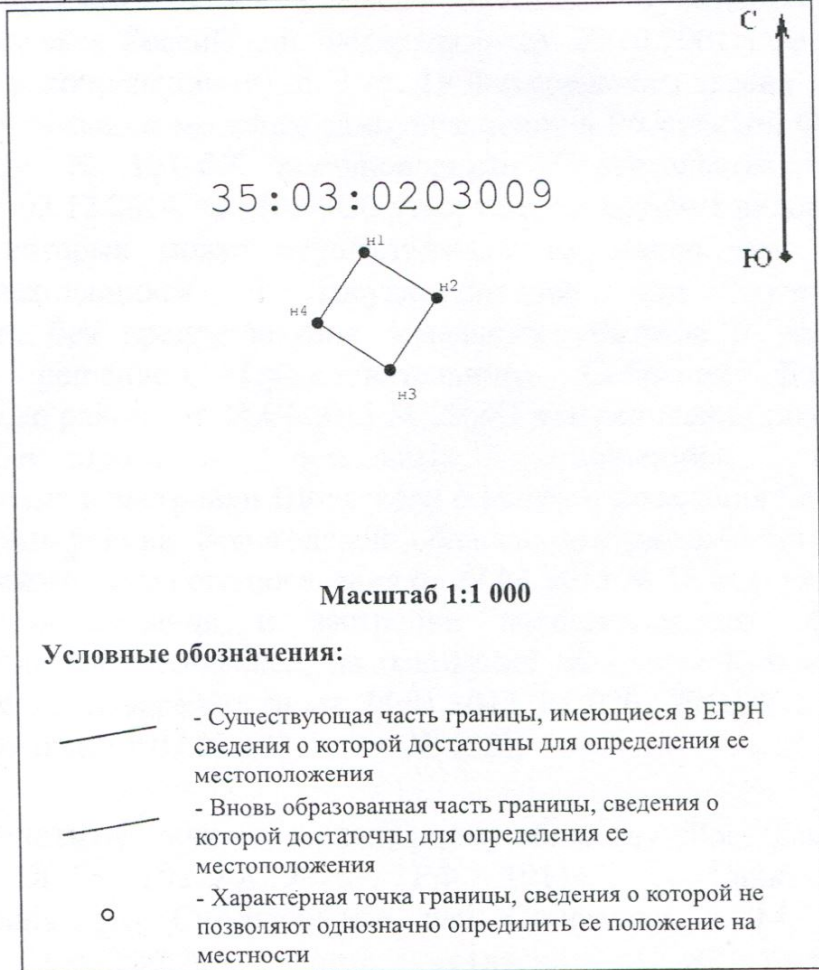 С
35:03:0203009
н1
Ю
н2
н4
н3
Масштаб 1:1 000
Условные обозначения:
- Существующая часть границы, имеющиеся в ЕГРН
сведения о которой достаточны для определения ее
местоположения
- Вновь образованная часть границы, сведения о
которой достаточны для определения ее
местоположения
- Характерная точка границы, сведения о которой не
позволяют однозначно опредилить ее положение на
местности